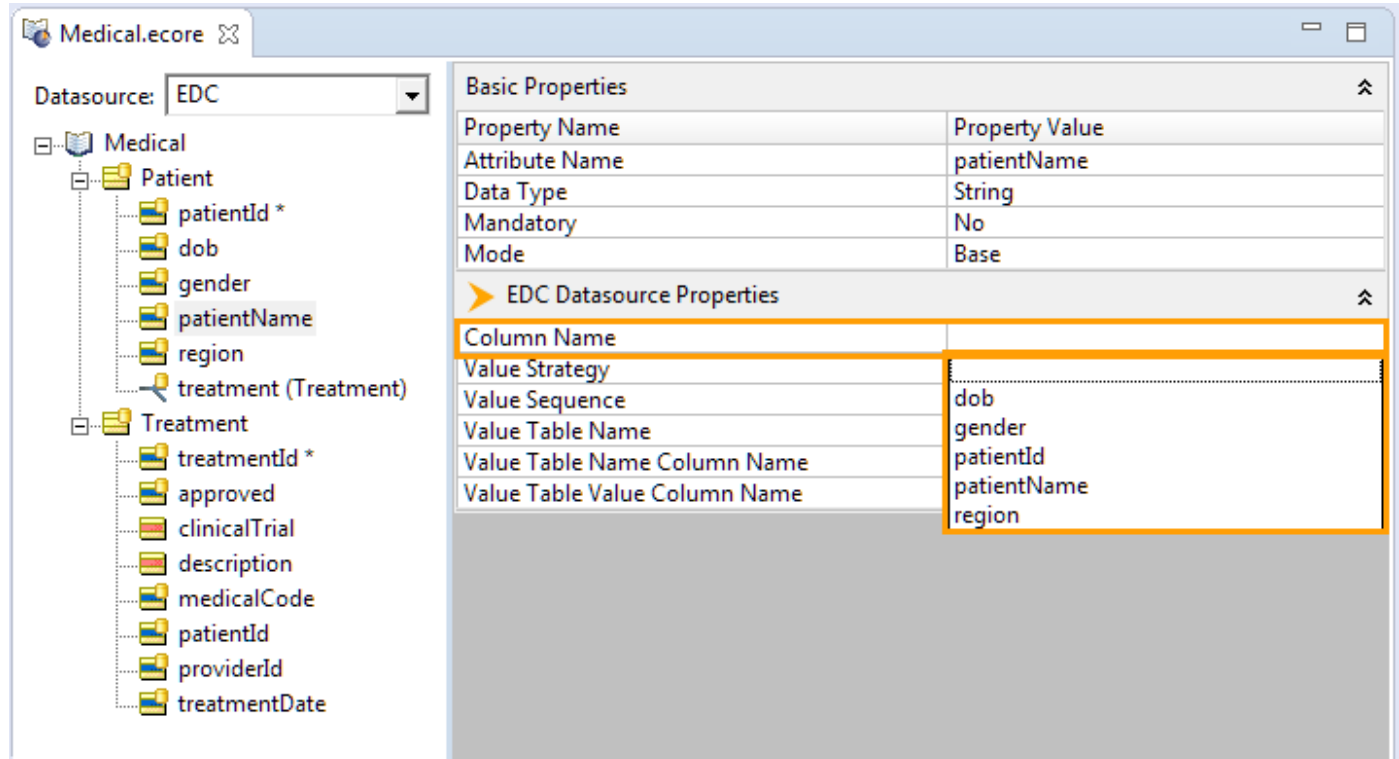 Medical.ecore
Datasource: EDC
Medical
Patient
patientId *
dob
gender
patientName
region
treatment (Treatment)
Treatment
treatmentId *
approved
clinicalTrial
description
medicalCode
patientId
providerId
treatmentDate
Basic Properties
Property Name Property Value
Attribute Name patientName
Data Type String
Mandatory No
Mode Base
EDC Datasource Properties
Column Name
Value Strategy
Value Sequence
Value Table Name
Value Table Name Column Name
Value Table Value Column Name
dob
gender
patientId
patientName
region